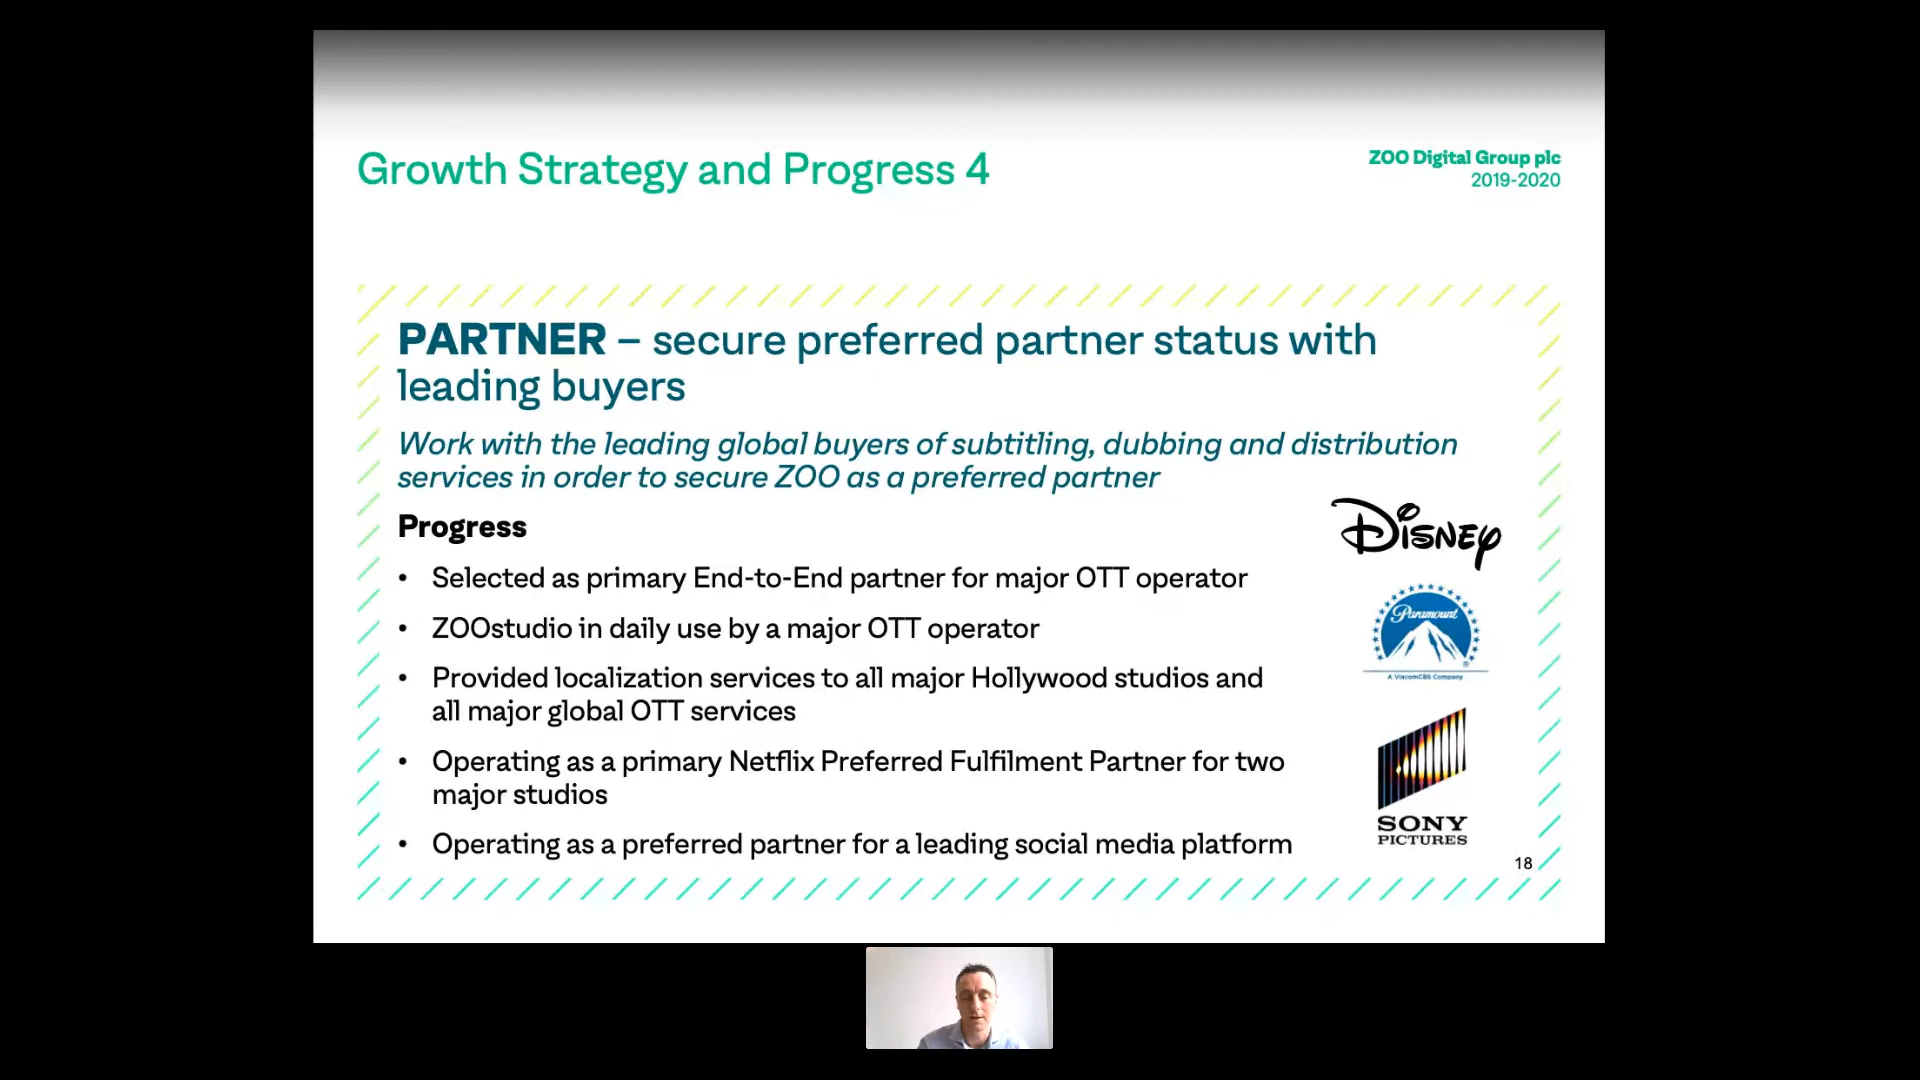 Growth Strategy and Progress 4
ZOO Digital Group plc
2019-2020
PARTNER – secure preferred partner status with
leading buyers
Work with the leading global buyers of subtitling, dubbing and distribution
services in order to secure ZOO as a preferred partner
Progress
• Selected as primary End-to-End partner for major OTT operator
• ZOOstudio in daily use by a major OTT operator
• Provided localization services to all major Hollywood studios and
all major global OTT services
• Operating as a primary Netflix Preferred Fulfilment Partner for two
major studios
• Operating as a preferred partner for a leading social media platform
Disney
Paramount
®
A ViacomCBS Company
SONY
PICTURES
18